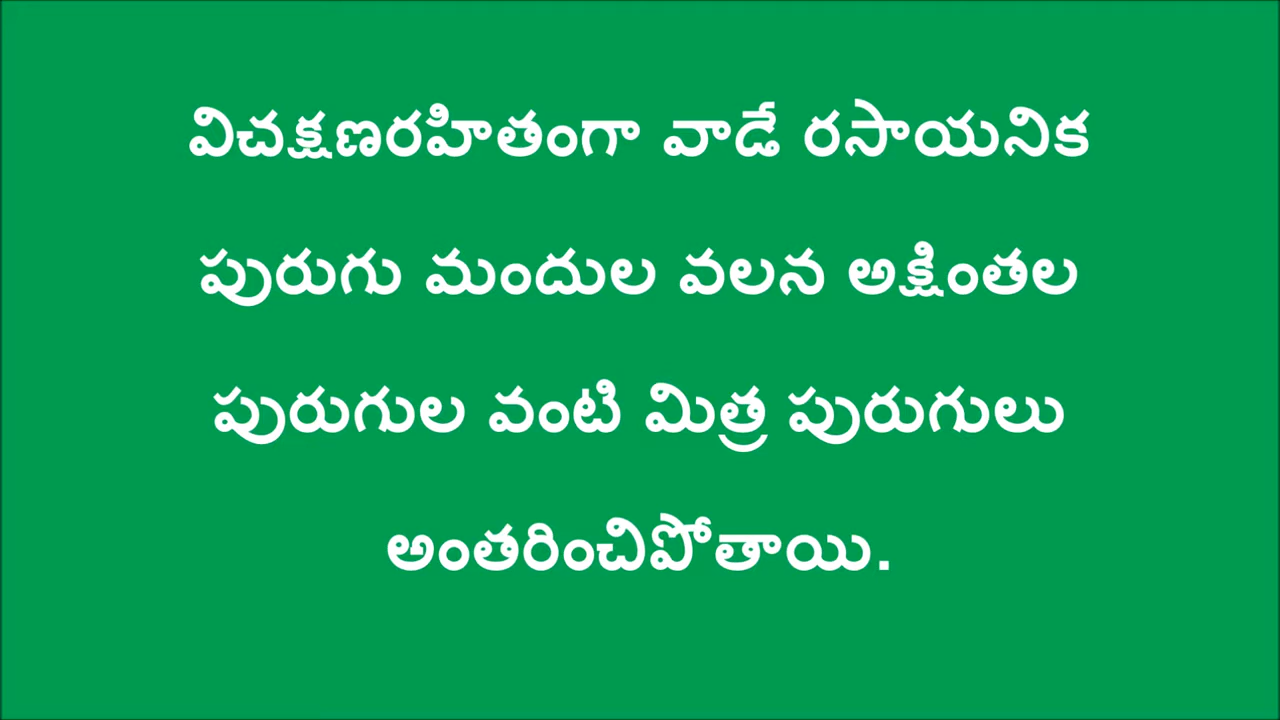 విచక్షణరహితంగా వాడే రసాయనిక
పురుగు మందుల వలన అక్షింతల
పురుగుల వంటి మిత్ర పురుగులు
అంతరించిపోతాయి.